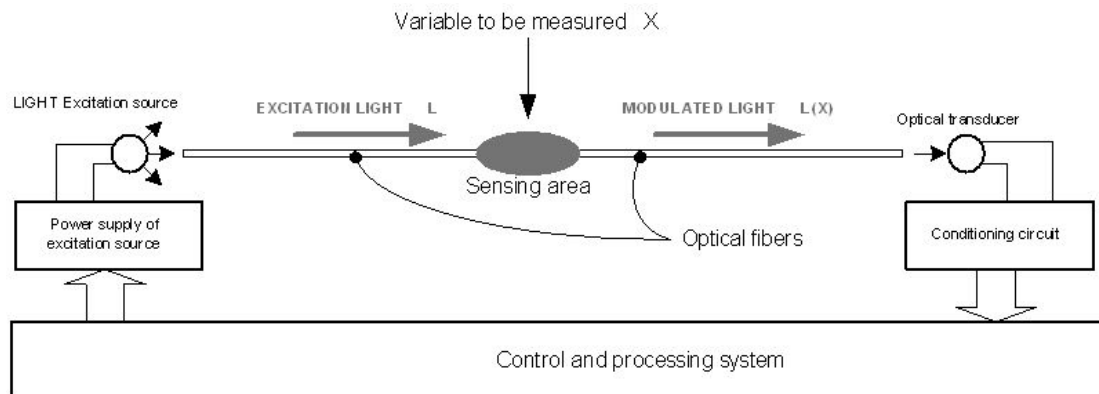 Variable to be measured X
LIGHT Excitation source
EXCITATION LIGHT L
MODULATED LIGHT L(X)
Optical transducer
Sensing area
Power supply of
excitation source
Optical fibers
Conditioning circuit
Control and processing system